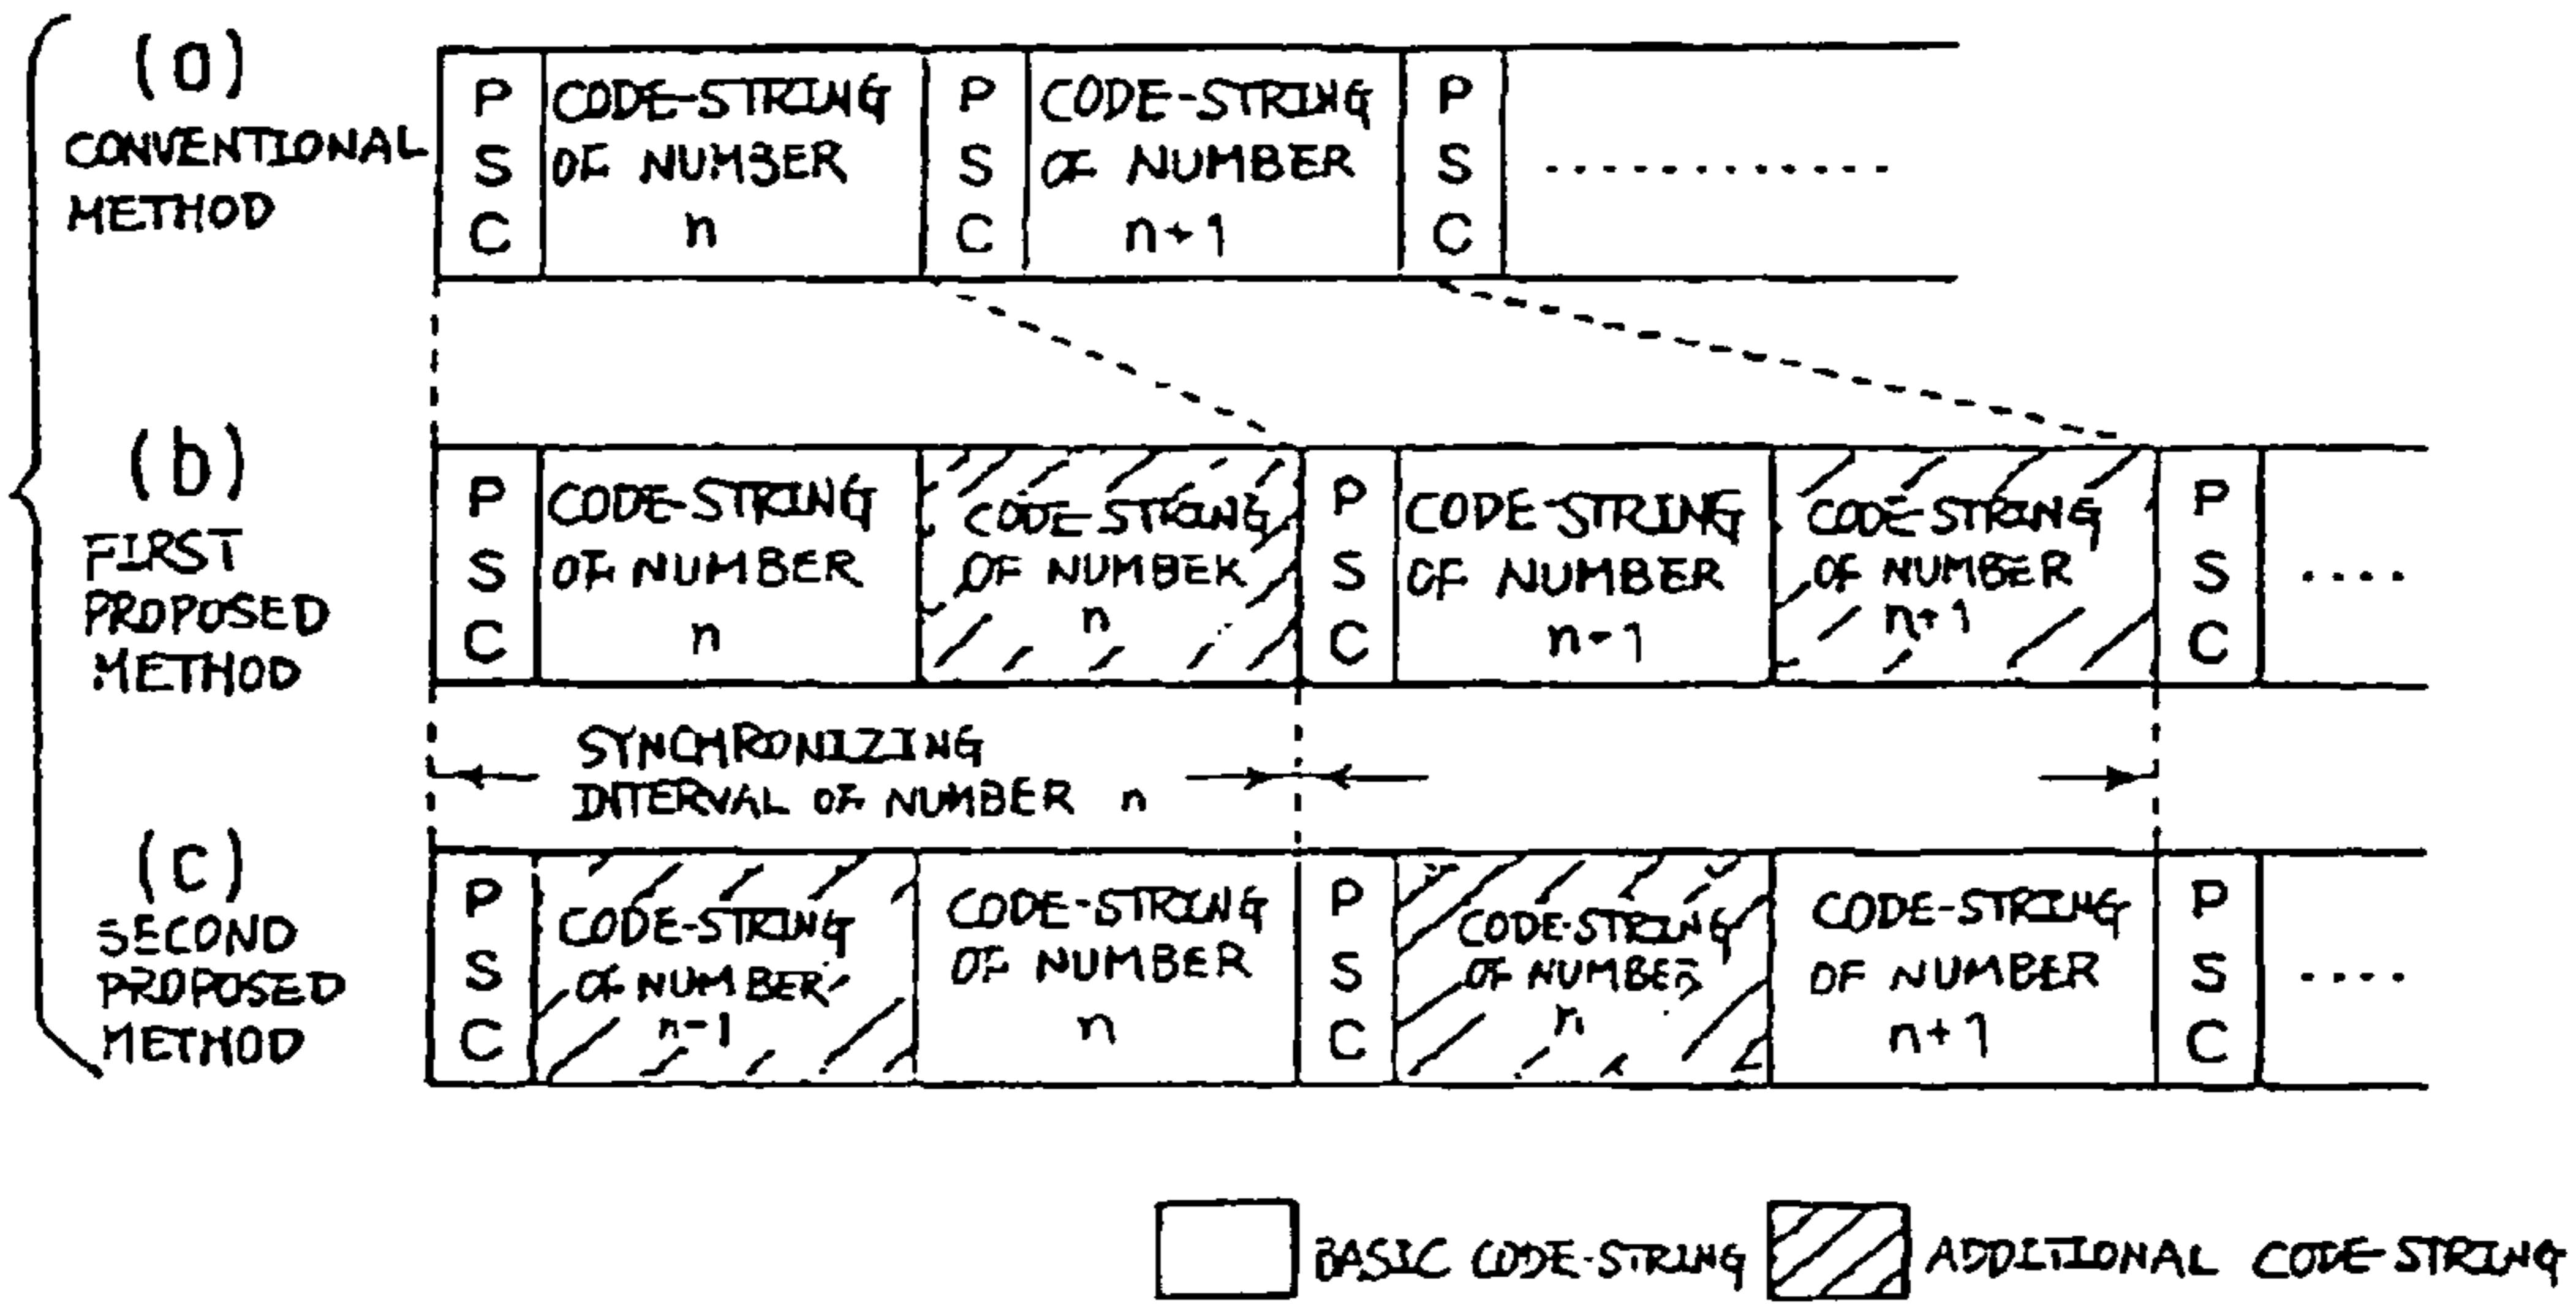 (a)
CONVENTIONAL
METHOD
P
S
C
CODE-STRING
OF NUMBER
n
P
S
C
CODE-STRING
OF NUMBER
n+1
P
S
C
............
(b)
FIRST
PROPOSED
METHOD
P
S
C
CODE-STRING
OF NUMBER
n
CODE-STRING
OF NUMBER
n
P
S
C
CODE-STRING
OF NUMBER
n-1
CODE-STRING
OF NUMBER
n+1
P
S
C
....
SYNCHRONIZING
INTERVAL OF NUMBER n
(c)
SECOND
PROPOSED
METHOD
P
S
C
CODE-STRING
OF NUMBER
n-1
CODE-STRING
OF NUMBER
n
P
S
C
CODE-STRING
OF NUMBER
n
CODE-STRING
OF NUMBER
n+1
P
S
C
....
BASIC CODE-STRING
ADDITIONAL CODE-STRING